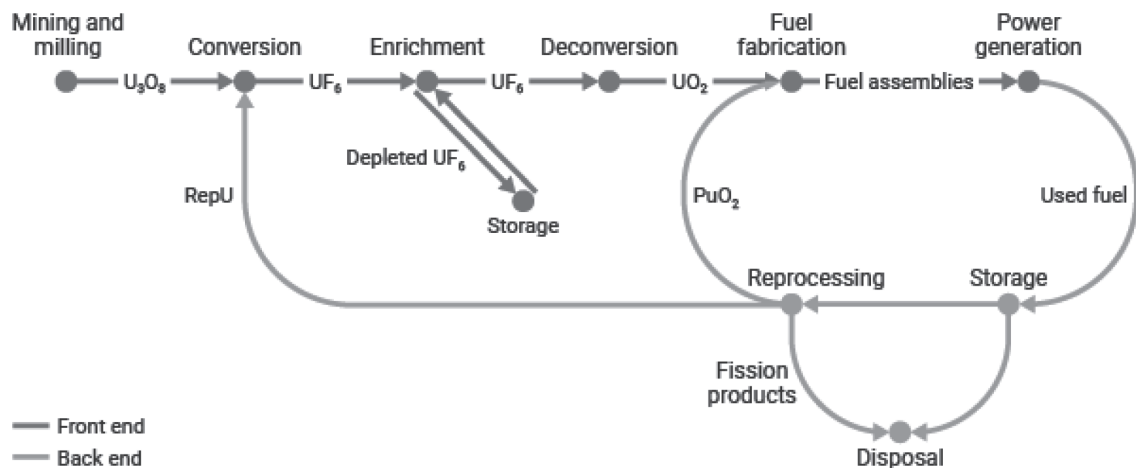 Mining and
milling
Conversion
Enrichment
Deconversion
Fuel
fabrication
Power
generation
U₃O₈
UF₆
UF₆
UO₂
Fuel assemblies
Depleted UF₆
Storage
RepU
PuO₂
Used fuel
Reprocessing
Storage
Fission
products
Disposal
Front end
Back end